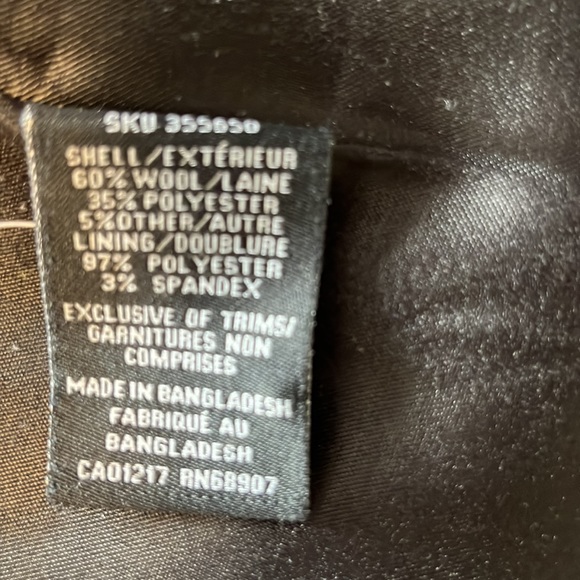 SKU 355650
SHELL/EXTÉRIEUR
60% WOOL/LAINE
35% POLYESTER
5%OTHER/AUTRE
LINING/DOUBLURE
97% POLYESTER
3% SPANDEX
EXCLUSIVE OF TRIMS/
GARNITURES NON
COMPRISES
MADE IN BANGLADESH
FABRIQUÉ AU
BANGLADESH
CA01217 RN68907